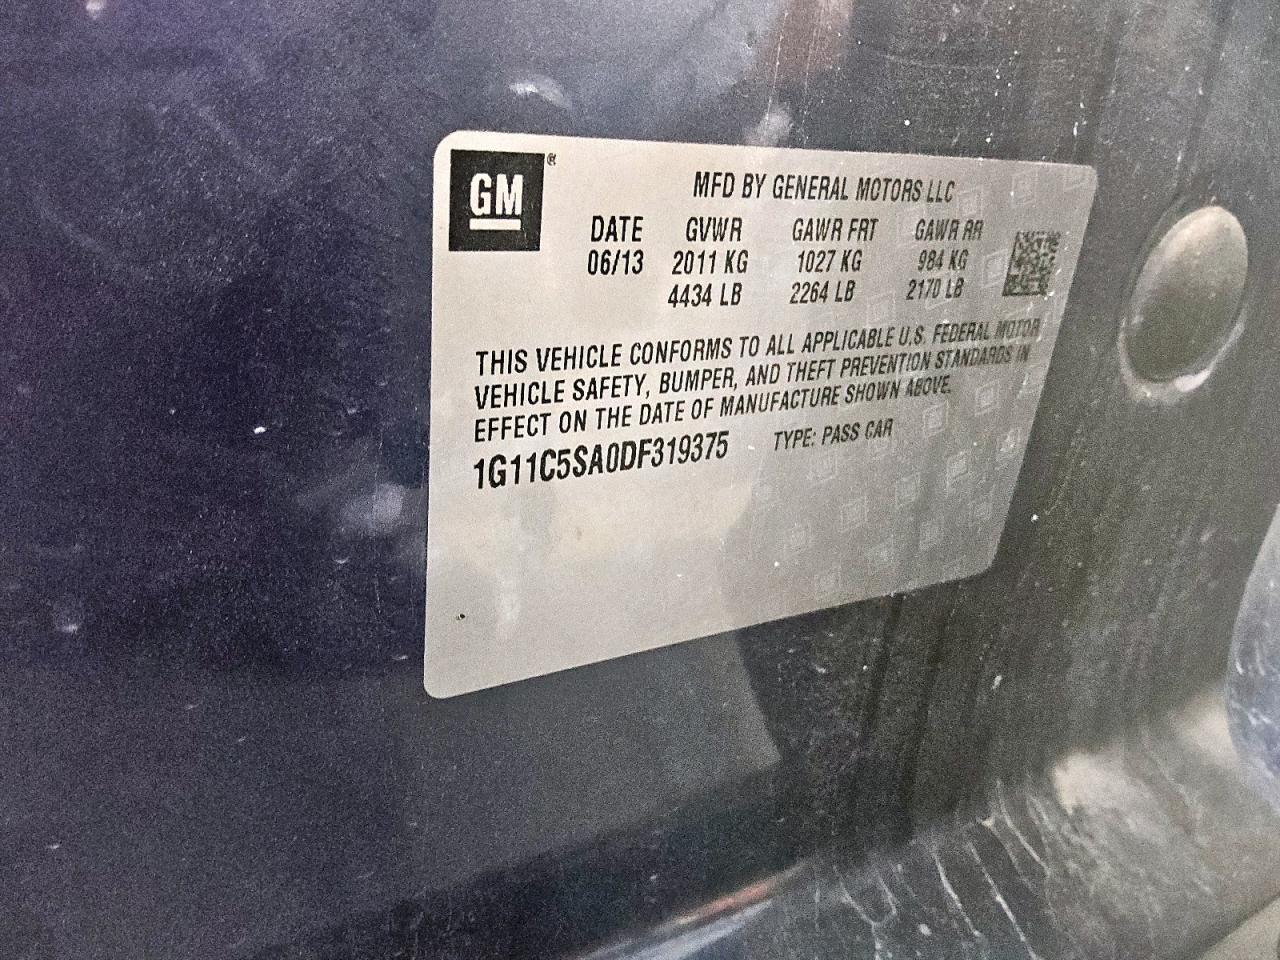 GM ®
MFD BY GENERAL MOTORS LLC
DATE GVWR GAWR FRT GAWR RR
06/13 2011 KG 1027 KG 984 KG
4434 LB 2264 LB 2170 LB
THIS VEHICLE CONFORMS TO ALL APPLICABLE U.S. FEDERAL MOTOR
VEHICLE SAFETY, BUMPER, AND THEFT PREVENTION STANDARDS IN
EFFECT ON THE DATE OF MANUFACTURE SHOWN ABOVE.
1G11C5SA0DF319375 TYPE: PASS CAR